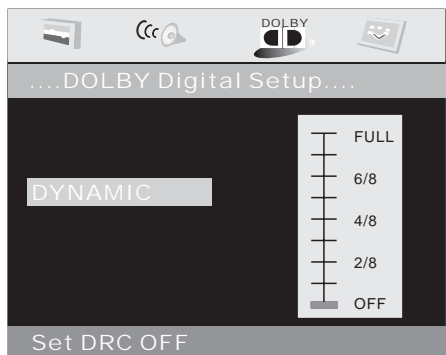 DOLBY
....DOLBY Digital Setup....
FULL
6/8
DYNAMIC
4/8
2/8
OFF
Set DRC OFF